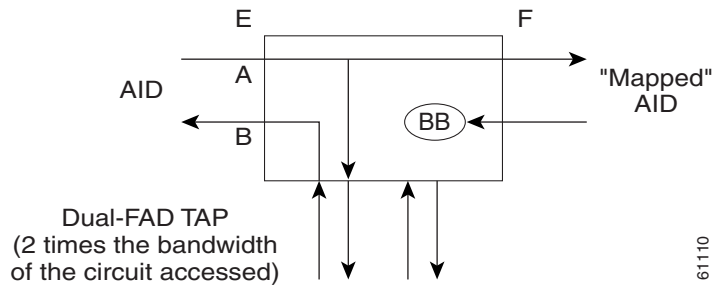 E
F
A
AID
"Mapped"
AID
B
BB
Dual-FAD TAP
(2 times the bandwidth
of the circuit accessed)
61110